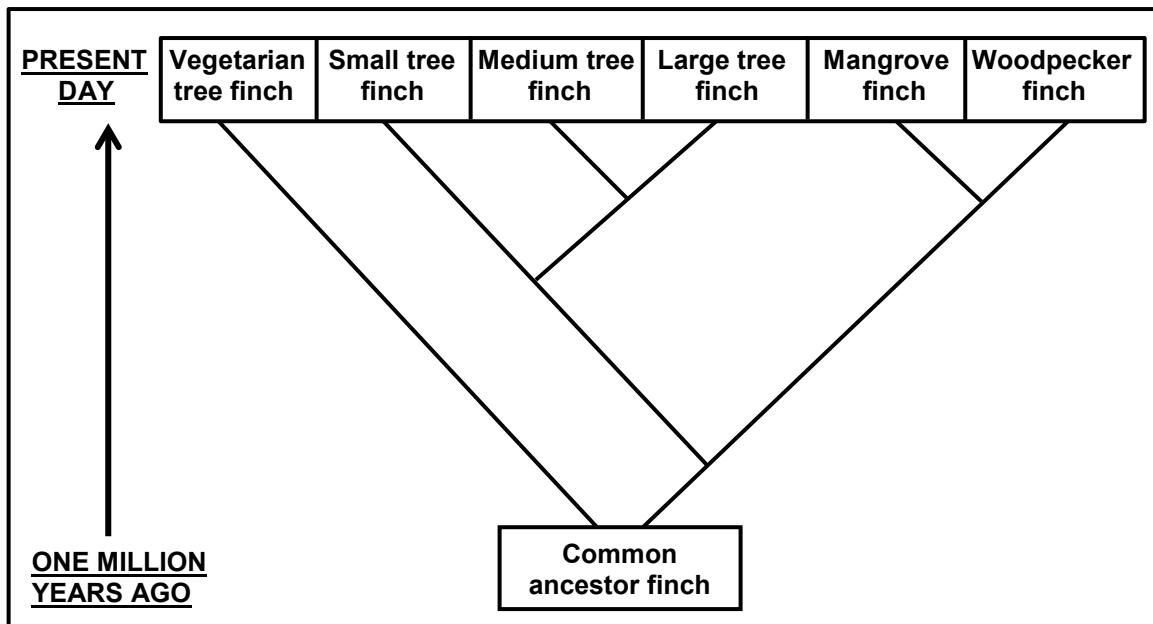 PRESENT
DAY
Vegetarian
tree finch
Small tree
finch
Medium tree
finch
Large tree
finch
Mangrove
finch
Woodpecker
finch
ONE MILLION
YEARS AGO
Common
ancestor finch